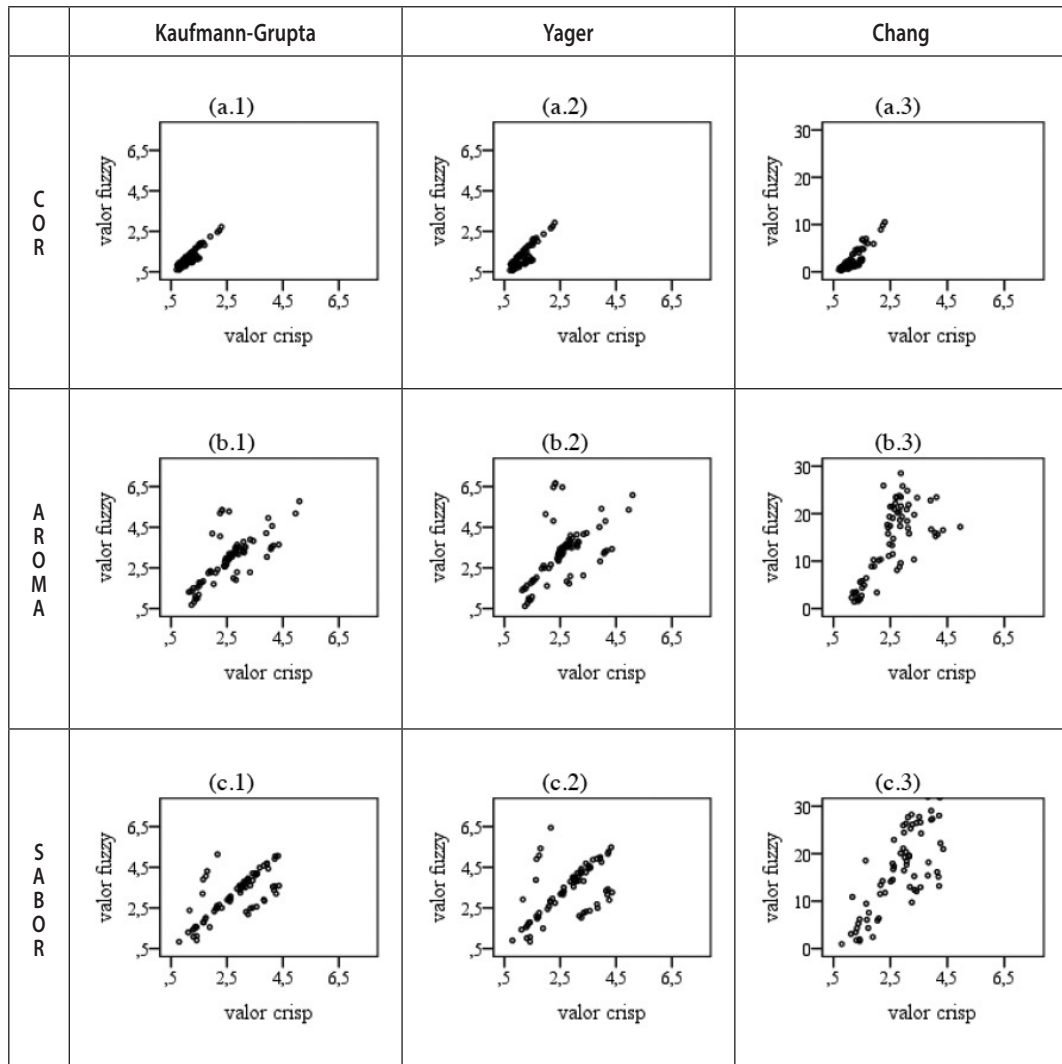 Kaufmann-Grupta Yager Chang
C
O
R
(a.1)
valor fuzzy
6,5
4,5
2,5
,5
,5 2,5 4,5 6,5
valor crisp
(a.2)
valor fuzzy
6,5
4,5
2,5
,5
,5 2,5 4,5 6,5
valor crisp
(a.3)
valor fuzzy
30
20
10
0
,5 2,5 4,5 6,5
valor crisp
A
R
O
M
A
(b.1)
valor fuzzy
6,5
4,5
2,5
,5
,5 2,5 4,5 6,5
valor crisp
(b.2)
valor fuzzy
6,5
4,5
2,5
,5
,5 2,5 4,5 6,5
valor crisp
(b.3)
valor fuzzy
30
20
10
0
,5 2,5 4,5 6,5
valor crisp
S
A
B
O
R
(c.1)
valor fuzzy
6,5
4,5
2,5
,5
,5 2,5 4,5 6,5
valor crisp
(c.2)
valor fuzzy
6,5
4,5
2,5
,5
,5 2,5 4,5 6,5
valor crisp
(c.3)
valor fuzzy
30
20
10
0
,5 2,5 4,5 6,5
valor crisp